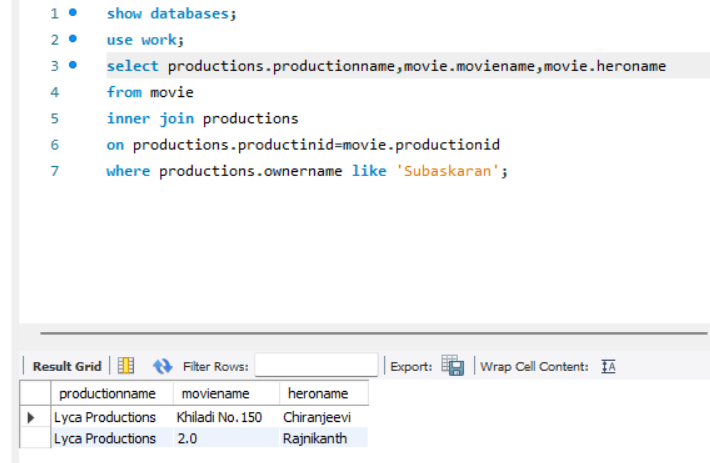 1 show databases;
2 use work;
3 select productions.productionname,movie.moviename,movie.heroname
4 from movie
5 inner join productions
6 on productions.productinid=movie.productionid
7 where productions.ownername like 'Subaskaran';
Result Grid Filter Rows: Export: Wrap Cell Content: IA
productionname moviename heroname
Lyca Productions Khiladi No.150 Chiranjeevi
Lyca Productions 2.0 Rajnikanth